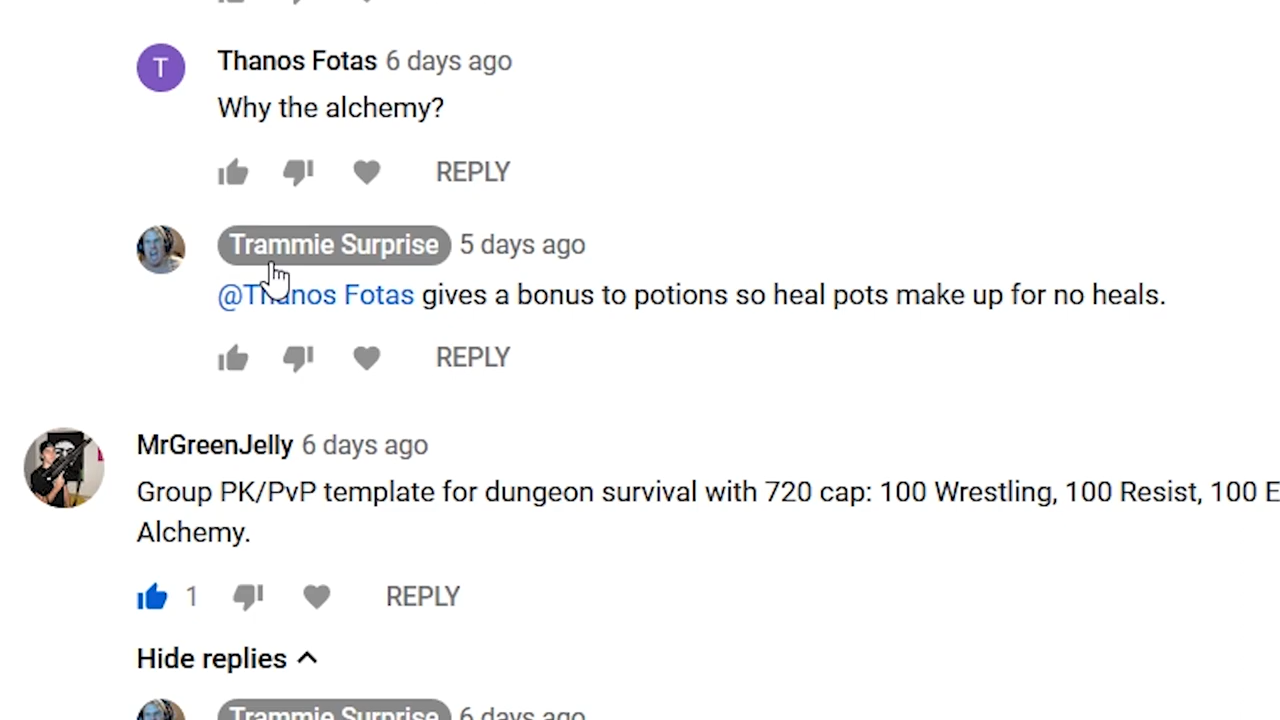 T
Thanos Fotas 6 days ago
Why the alchemy?
REPLY
Trammie Surprise 5 days ago
@Thanos Fotas gives a bonus to potions so heal pots make up for no heals.
REPLY
MrGreenJelly 6 days ago
Group PK/PvP template for dungeon survival with 720 cap: 100 Wrestling, 100 Resist, 100 E
Alchemy.
1
REPLY
Hide replies
Trammie Surprise 6 days ago